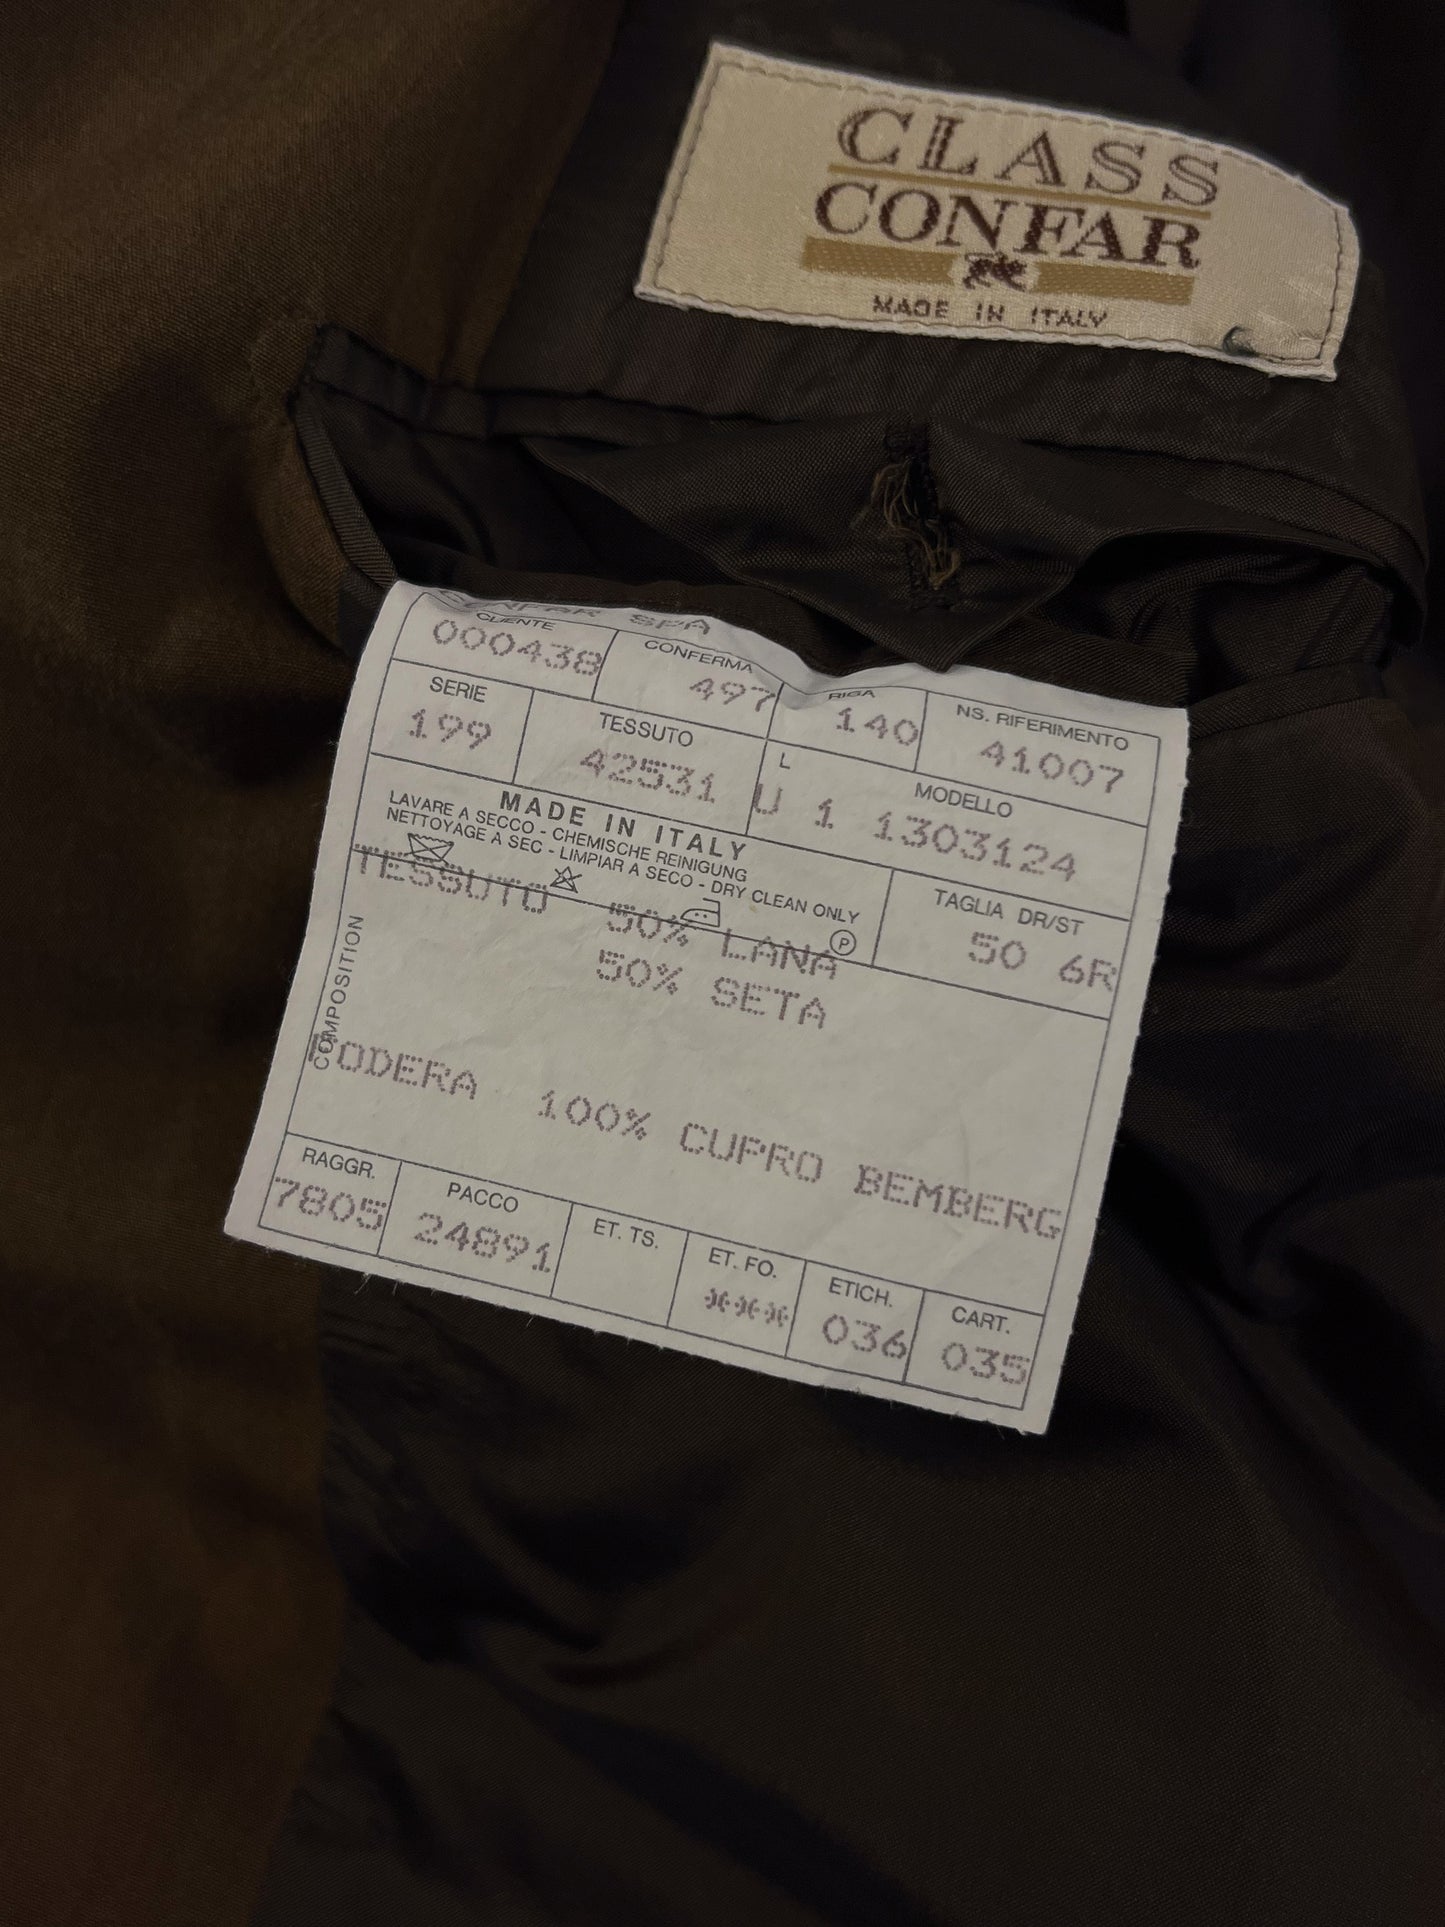 CLASS
CONFAR
MADE IN ITALY
CONFAR SPA
CLIENTE CONFERMA RIGA NS. RIFERIMENTO
000438 497 140 41007
SERIE TESSUTO L MODELLO
199 42531 U 1 1303124
MADE IN ITALY
LAVARE A SECCO - CHEMISCHE REINIGUNG
NETTOYAGE A SEC - LIMPIAR A SECO - DRY CLEAN ONLY
P
TAGLIA DR/ST
50 6R
COMPOSITION
TESSUTO 50% LANA
50% SETA
FODERA 100% CUPRO BEMBERG
RAGGR. PACCO ET. TS. ET. FO. ETICH. CART.
7805 24891 *** 036 035